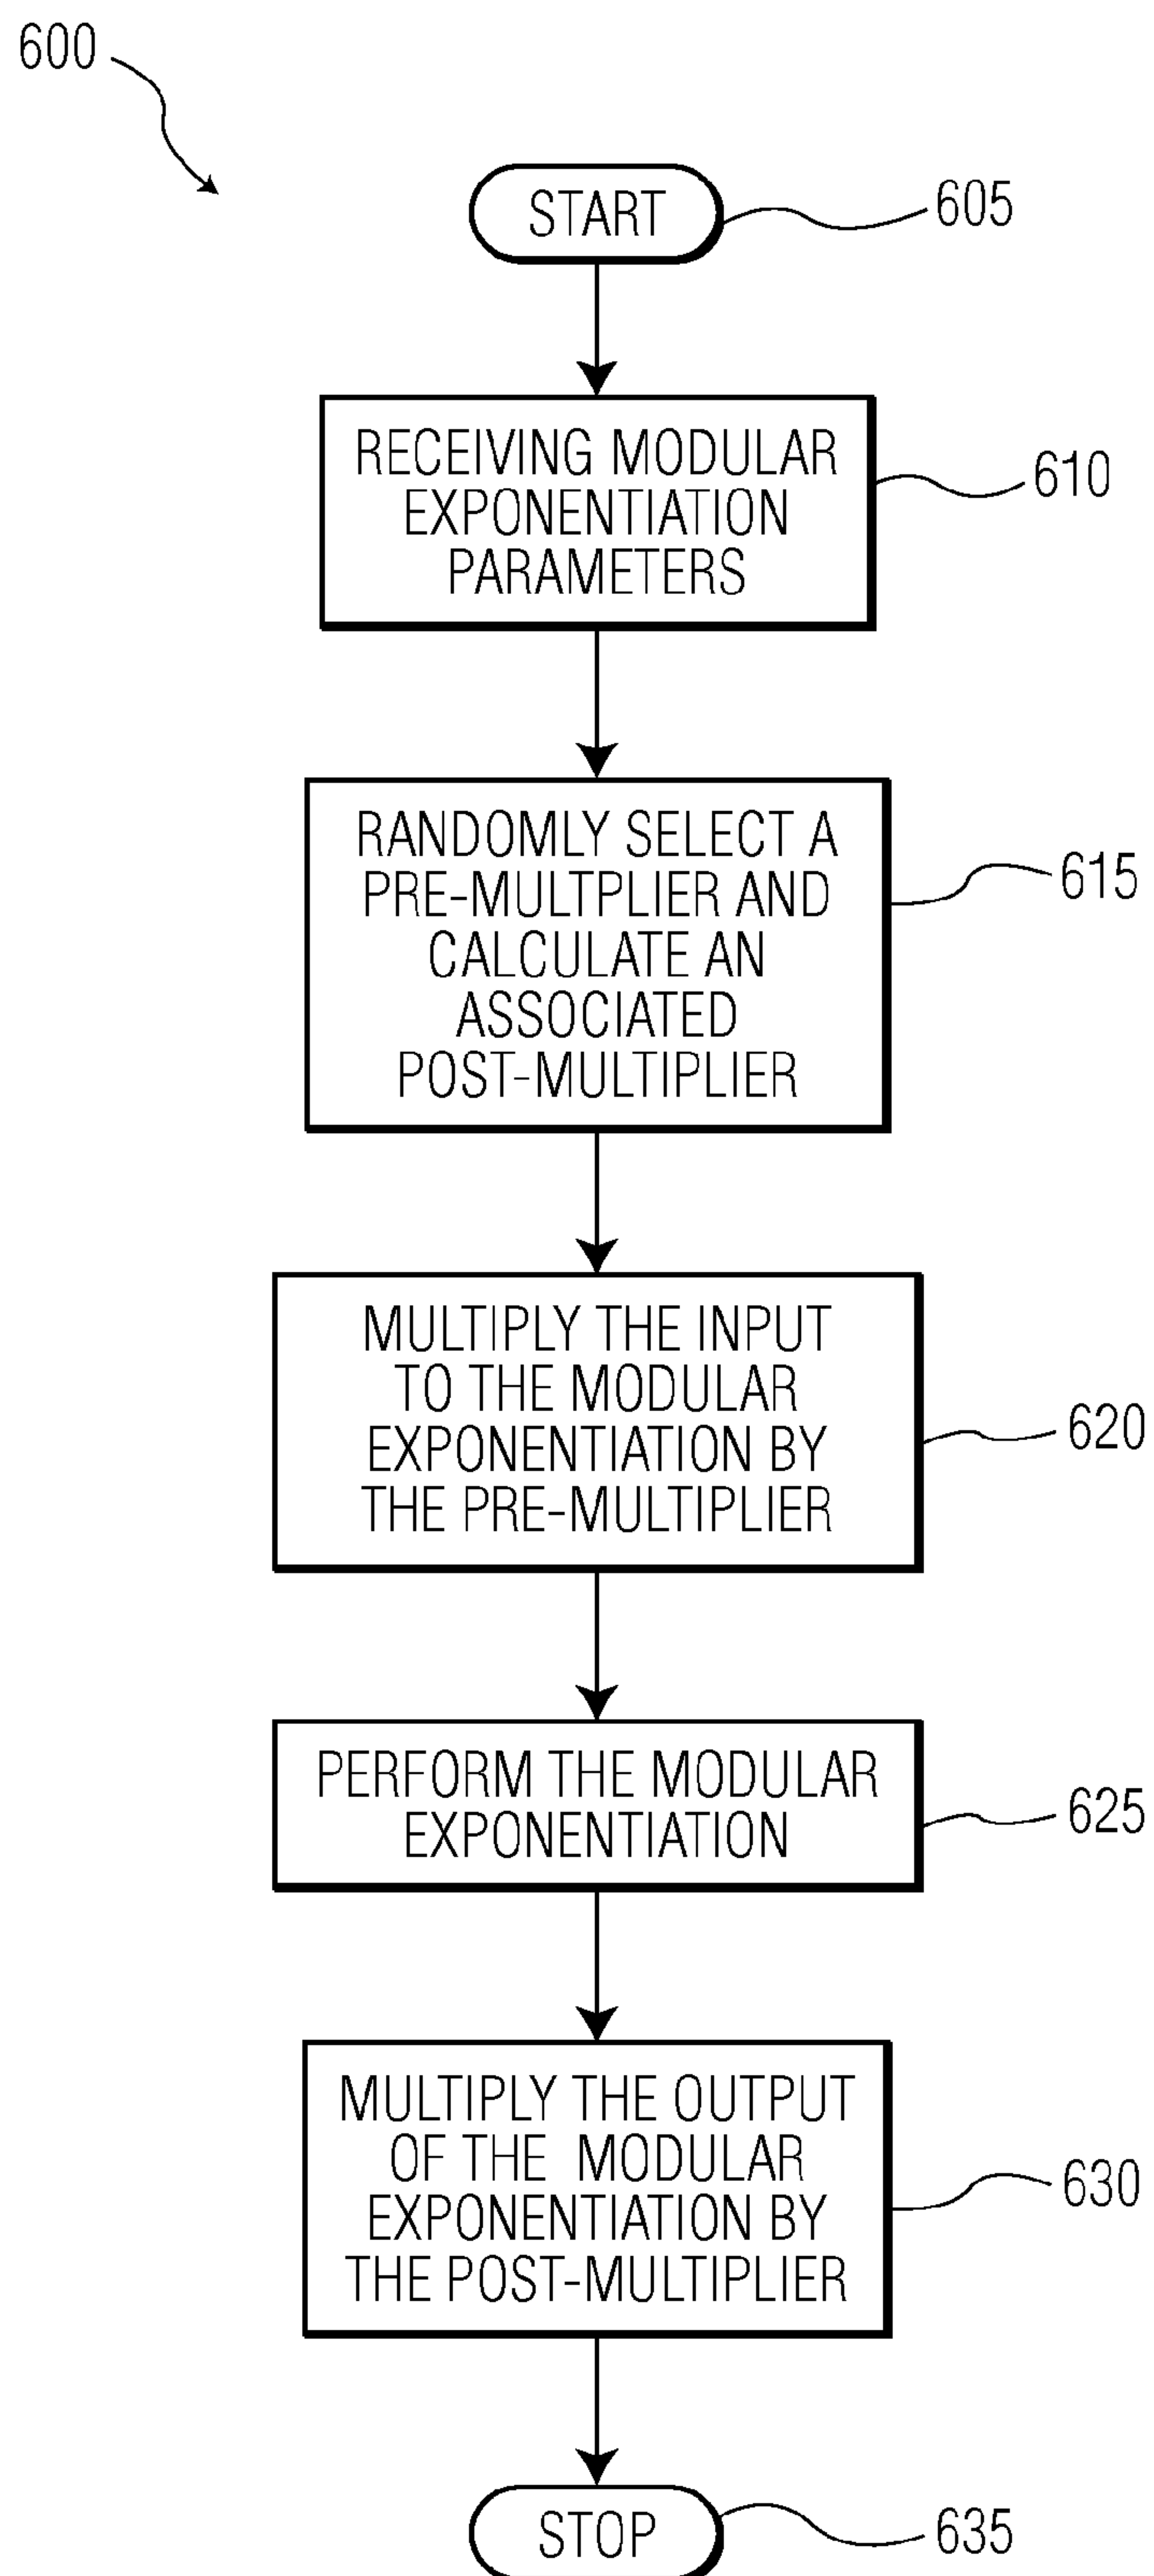 600
START
605
RECEIVING MODULAR
EXPONENTIATION
PARAMETERS
610
RANDOMLY SELECT A
PRE-MULTPLIER AND
CALCULATE AN
ASSOCIATED
POST-MULTIPLIER
615
MULTIPLY THE INPUT
TO THE MODULAR
EXPONENTIATION BY
THE PRE-MULTIPLIER
620
PERFORM THE MODULAR
EXPONENTIATION
625
MULTIPLY THE OUTPUT
OF THE MODULAR
EXPONENTIATION BY
THE POST-MULTIPLIER
630
STOP
635